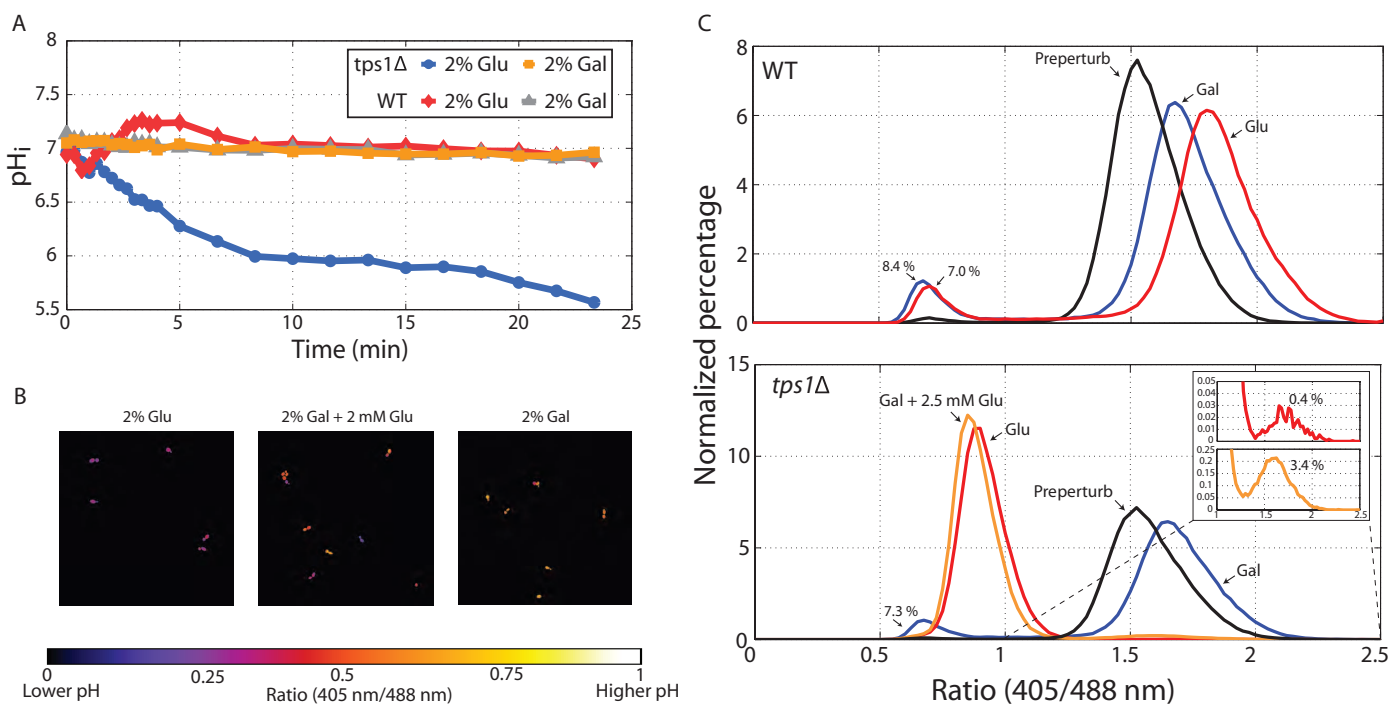 A
8
7.5
7
6.5
6
5.5
pHi
0
5
10
15
20
25
Time (min)
tps1Δ 2% Glu 2% Gal
WT 2% Glu 2% Gal
B
2% Glu
2% Gal + 2 mM Glu
2% Gal
0
0.25
0.5
0.75
1
Lower pH
Ratio (405 nm/488 nm)
Higher pH
C
Normalized percentage
8
6
4
2
0
WT
Preperturb
Gal
Glu
8.4 %
7.0 %
15
10
5
0
tps1Δ
Gal + 2.5 mM Glu
Glu
Preperturb
Gal
7.3 %
0.05
0.04
0.03
0.02
0.01
0
0.4 %
0.25
0.2
0.15
0.1
0.05
0
3.4 %
1
1.5
2
2.5
0
0.5
1
1.5
2
2.5
Ratio (405/488 nm)